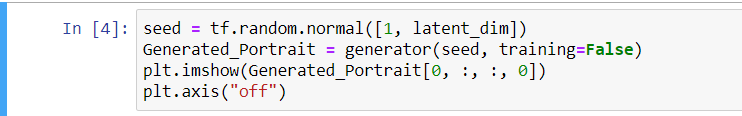 In [4]: seed = tf.random.normal([1, latent_dim])
Generated_Portrait = generator(seed, training=False)
plt.imshow(Generated_Portrait[0, :, :, 0])
plt.axis("off")